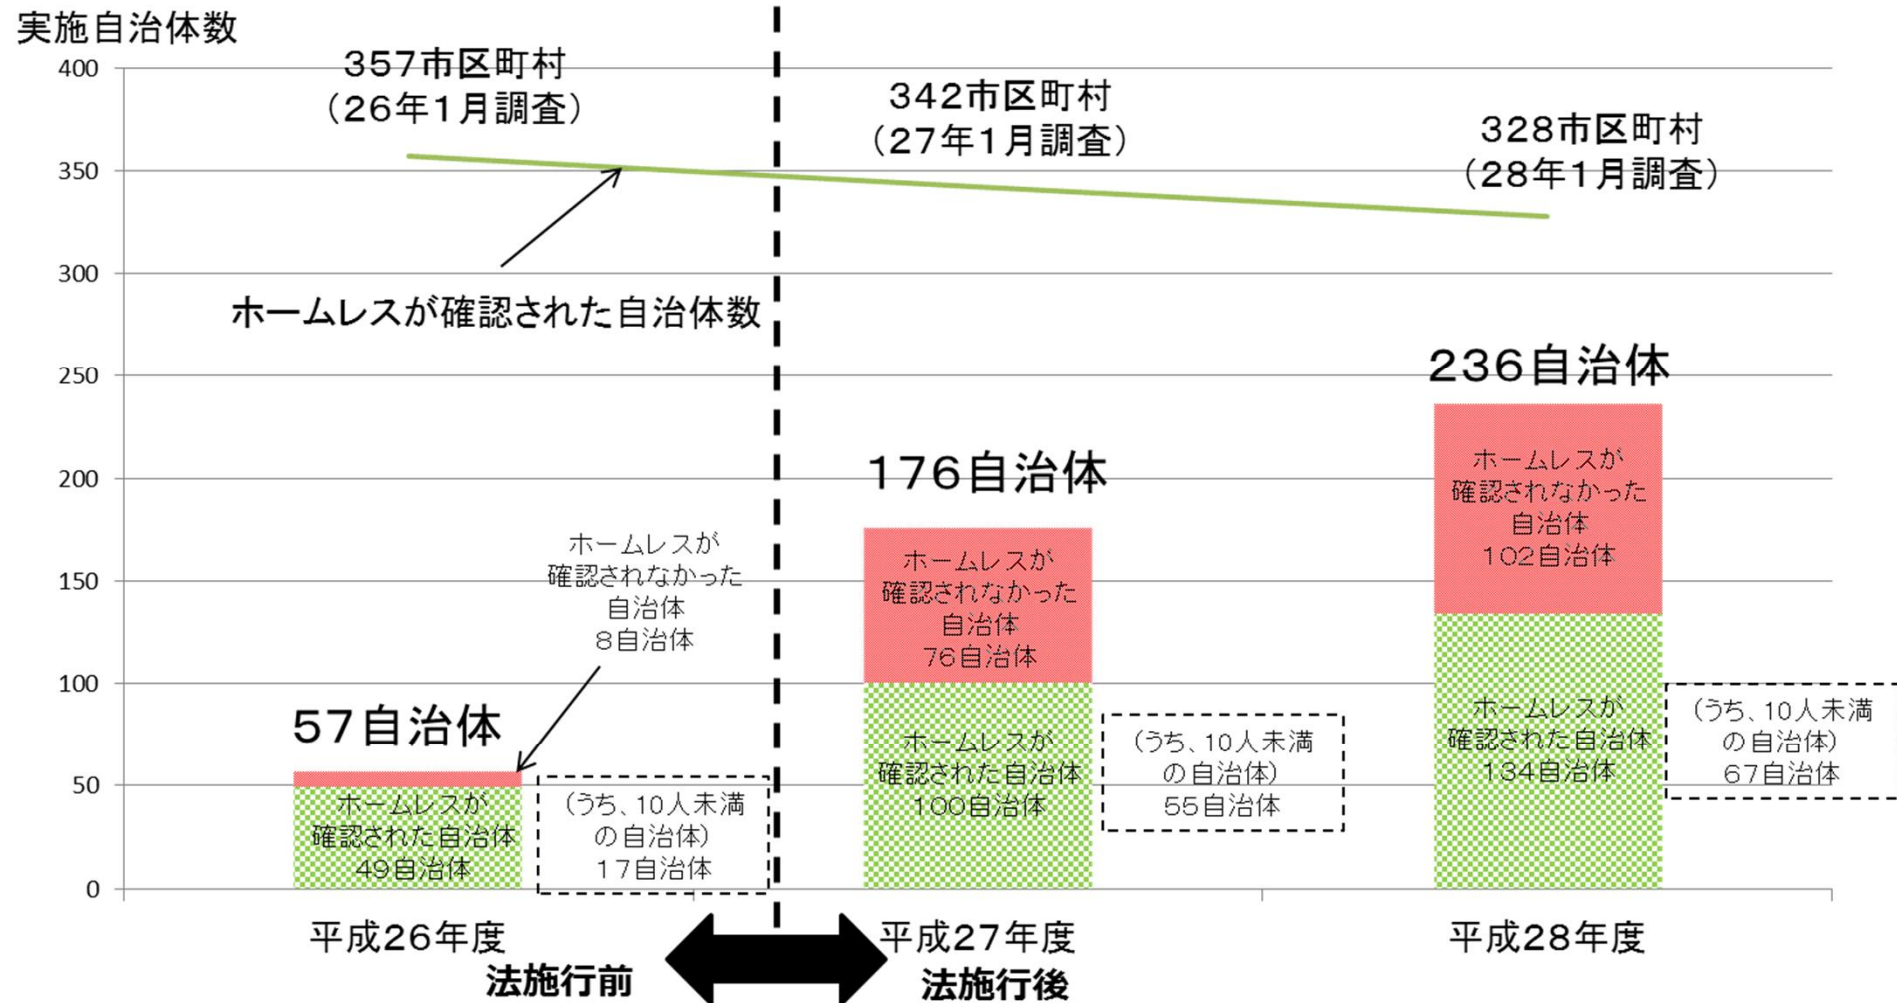 実施自治体数
400
350
300
250
200
150
100
50
0
357市区町村
（26年1月調査）
342市区町村
（27年1月調査）
328市区町村
（28年1月調査）
ホームレスが確認された自治体数
57自治体
ホームレスが
確認されなかった
自治体
8自治体
ホームレスが
確認された自治体
49自治体
（うち、10人未満
の自治体）
17自治体
176自治体
ホームレスが
確認されなかった
自治体
76自治体
ホームレスが
確認された自治体
100自治体
（うち、10人未満
の自治体）
55自治体
236自治体
ホームレスが
確認されなかった
自治体
102自治体
ホームレスが
確認された自治体
134自治体
（うち、10人未満
の自治体）
67自治体
平成26年度
平成27年度
平成28年度
法施行前
法施行後